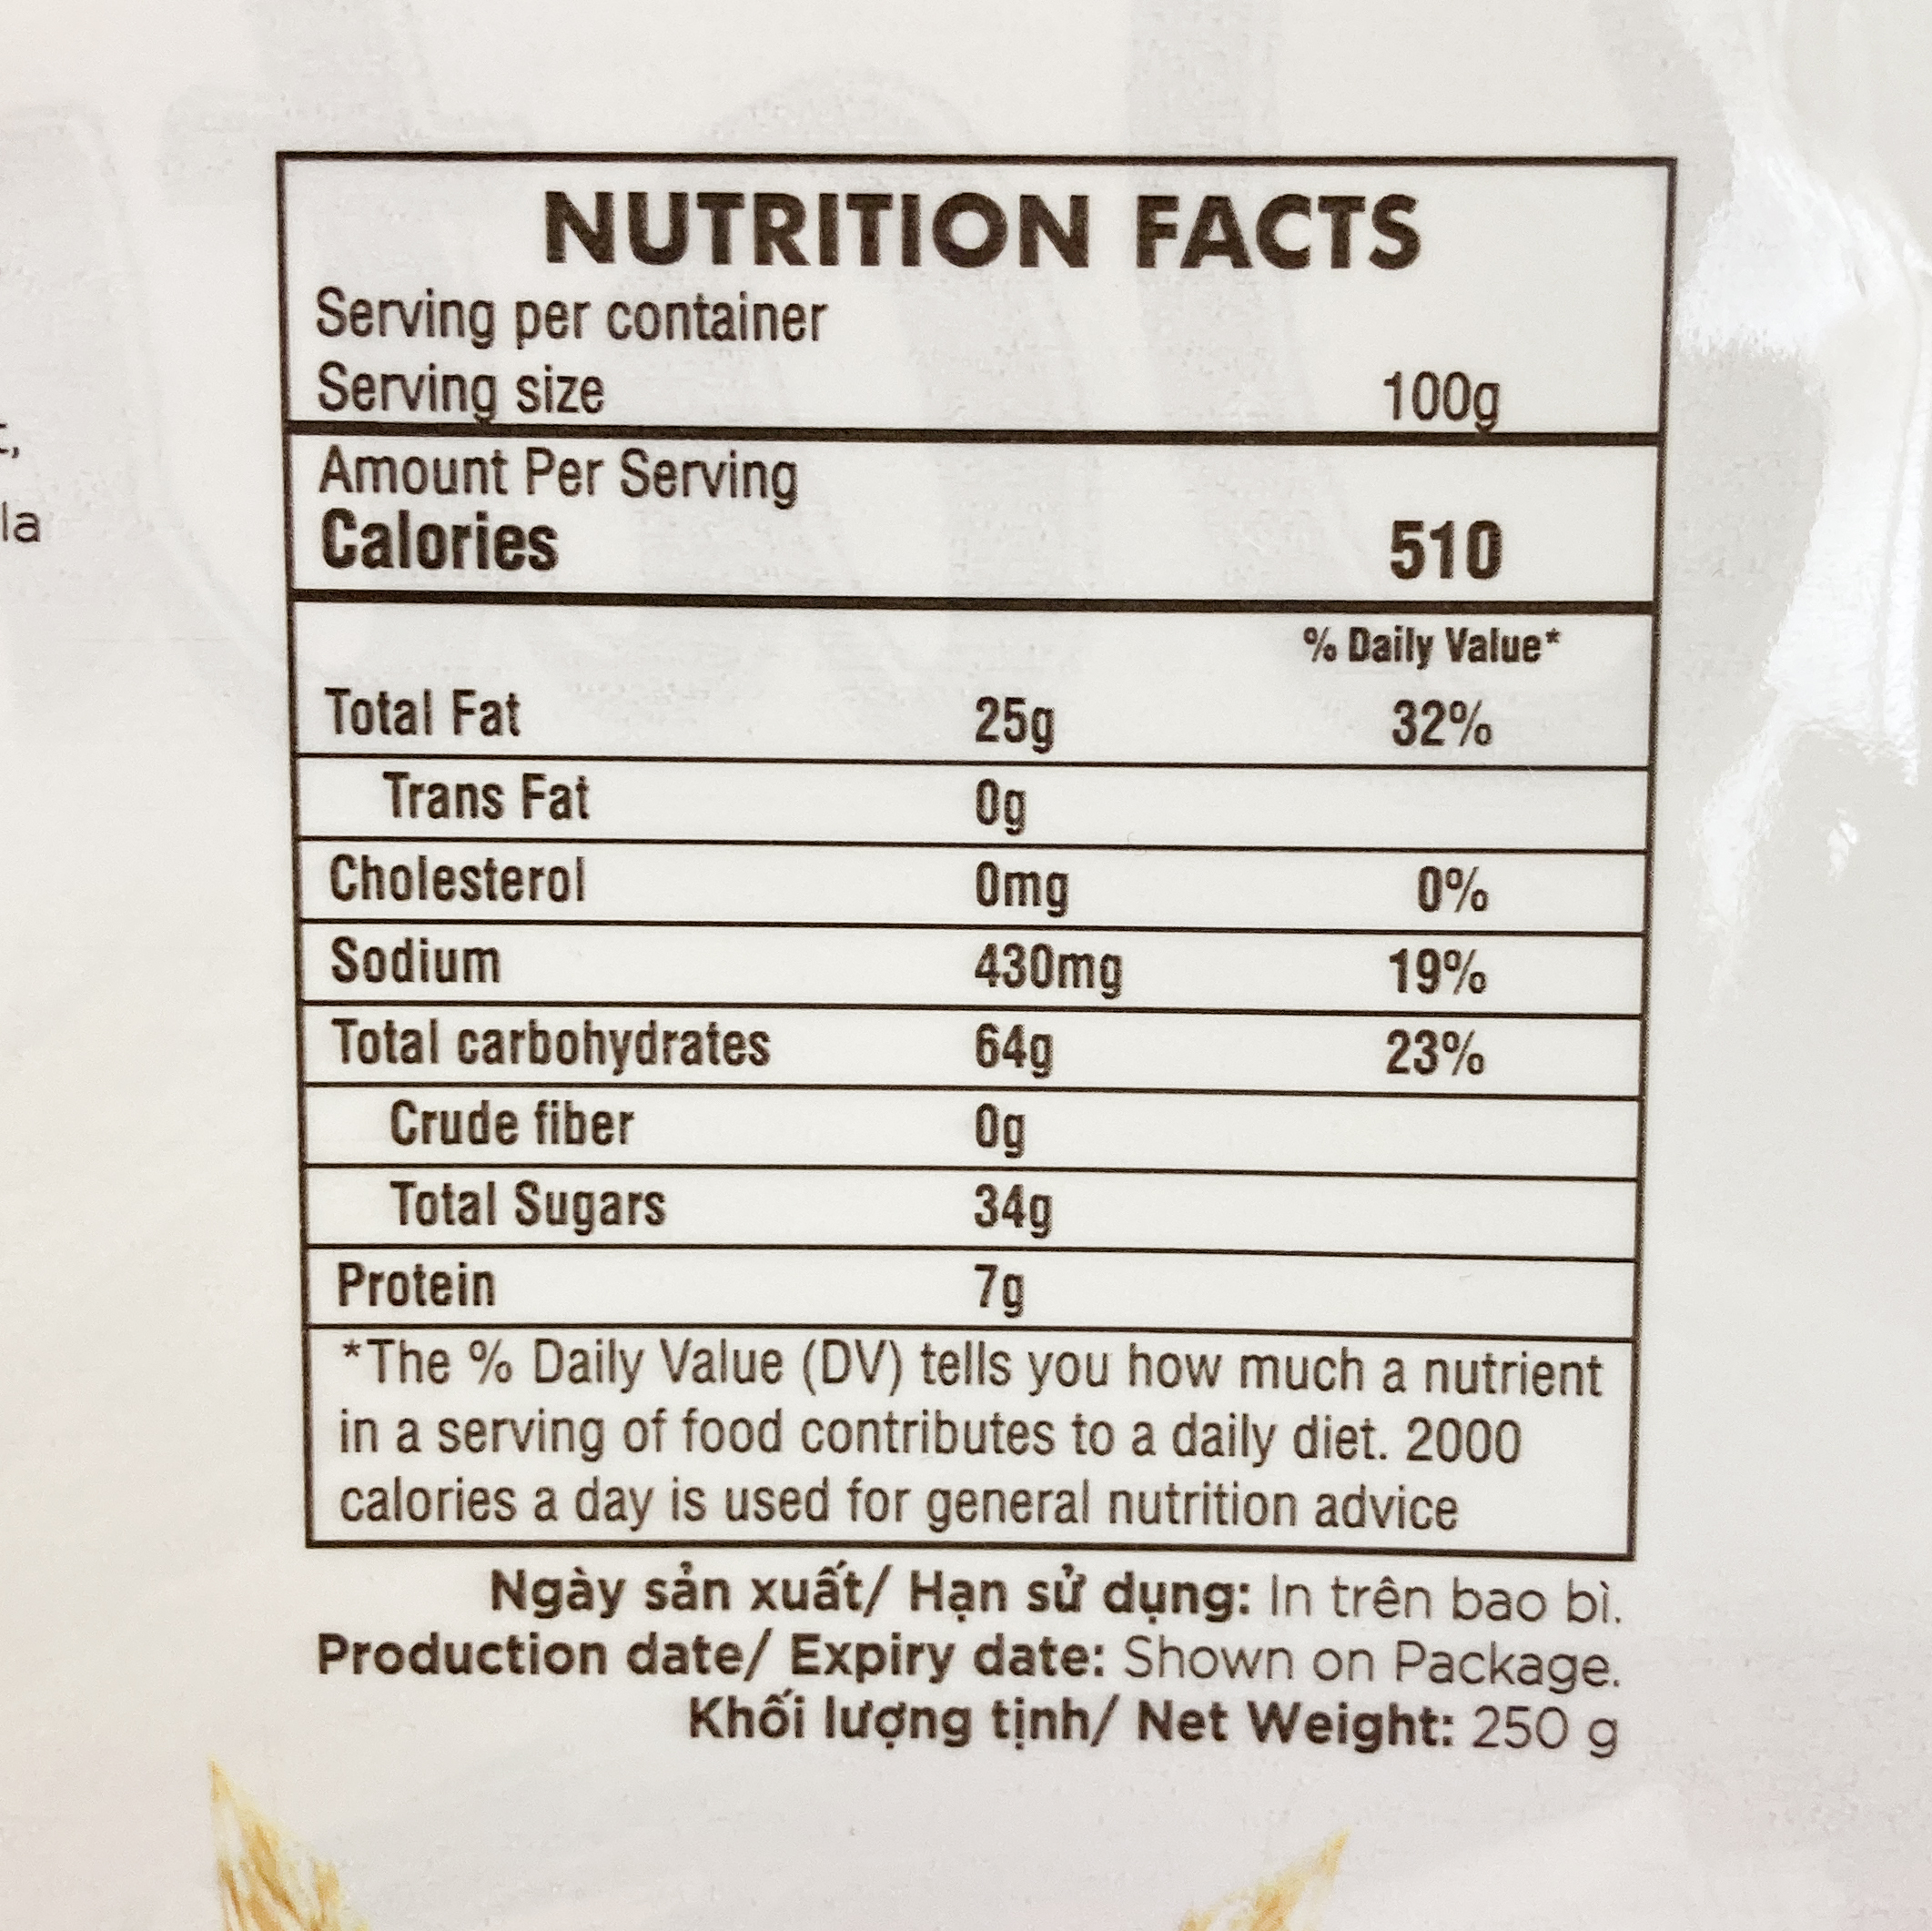 NUTRITION FACTS
Serving per container
Serving size 100g
Amount Per Serving
Calories 510
% Daily Value*
Total Fat 25g 32%
Trans Fat 0g
Cholesterol 0mg 0%
Sodium 430mg 19%
Total carbohydrates 64g 23%
Crude fiber 0g
Total Sugars 34g
Protein 7g
*The % Daily Value (DV) tells you how much a nutrient
in a serving of food contributes to a daily diet. 2000
calories a day is used for general nutrition advice
Ngày sản xuất/ Hạn sử dụng: In trên bao bì.
Production date/ Expiry date: Shown on Package.
Khối lượng tịnh/ Net Weight: 250 g